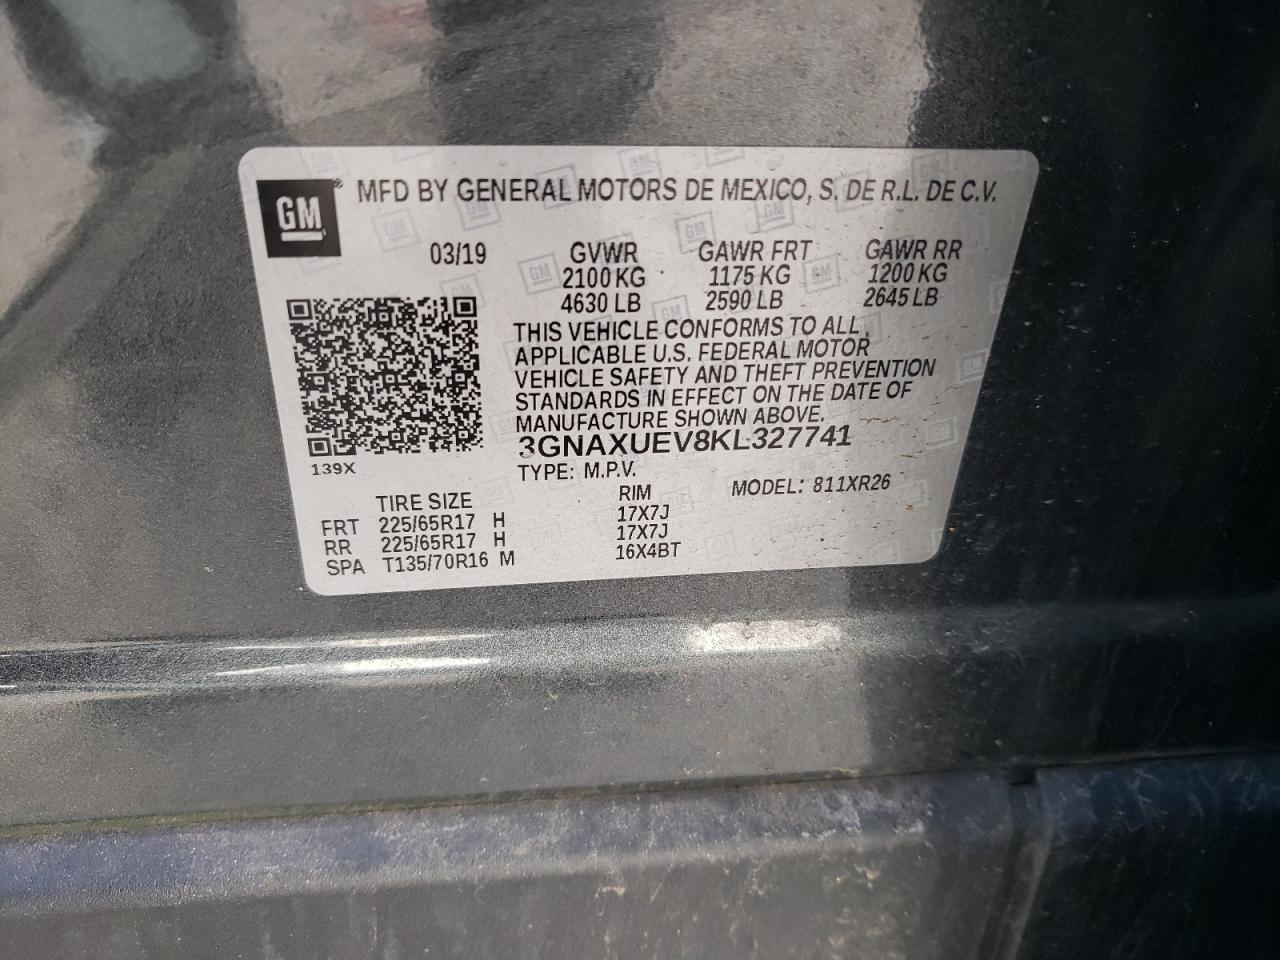 GM® MFD BY GENERAL MOTORS DE MEXICO, S. DE R.L. DE C.V.
03/19 GVWR GAWR FRT GAWR RR
2100 KG 1175 KG 1200 KG
4630 LB 2590 LB 2645 LB
THIS VEHICLE CONFORMS TO ALL
APPLICABLE U.S. FEDERAL MOTOR
VEHICLE SAFETY AND THEFT PREVENTION
STANDARDS IN EFFECT ON THE DATE OF
MANUFACTURE SHOWN ABOVE.
3GNAXUEV8KL327741
139X
TYPE: M.P.V. MODEL: 811XR26
TIRE SIZE RIM
FRT 225/65R17 H 17X7J
RR 225/65R17 H 17X7J
SPA T135/70R16 M 16X4BT